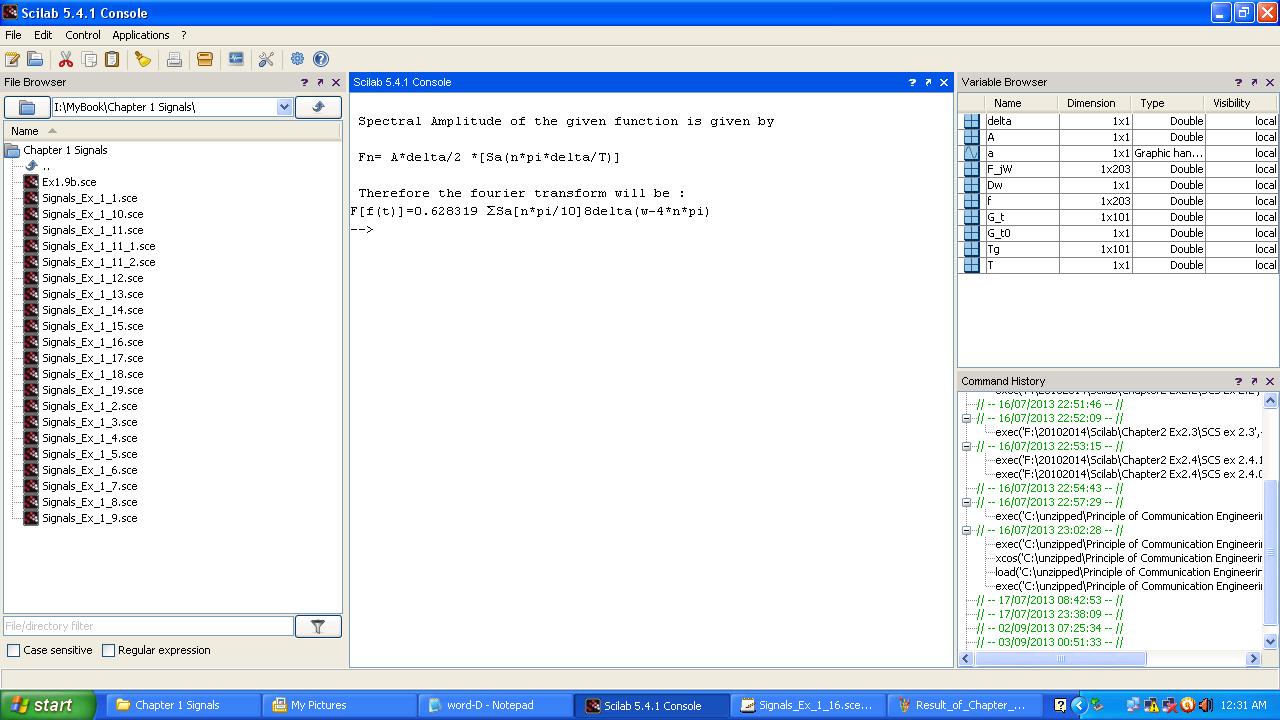 Scilab 5.4.1 Console
File Edit Control Applications ?
File Browser
I:\MyBook\Chapter 1 Signals\
Name
Chapter 1 Signals
..
Ex1.9b.sce
Signals_Ex_1_1.sce
Signals_Ex_1_10.sce
Signals_Ex_1_11.sce
Signals_Ex_1_11_1.sce
Signals_Ex_1_11_2.sce
Signals_Ex_1_12.sce
Signals_Ex_1_13.sce
Signals_Ex_1_14.sce
Signals_Ex_1_15.sce
Signals_Ex_1_16.sce
Signals_Ex_1_17.sce
Signals_Ex_1_18.sce
Signals_Ex_1_19.sce
Signals_Ex_1_2.sce
Signals_Ex_1_3.sce
Signals_Ex_1_4.sce
Signals_Ex_1_5.sce
Signals_Ex_1_6.sce
Signals_Ex_1_7.sce
Signals_Ex_1_8.sce
Signals_Ex_1_9.sce
File/directory filter
Case sensitive Regular expression
Scilab 5.4.1 Console
Spectral Amplitude of the given function is given by
Fn= A*delta/2 *[Sa(n*pi*delta/T)]
Therefore the fourier transform will be :
F[f(t)]=0.628319 ΣSa[n*pi/10]8delta(w-4*n*pi)
-->
Variable Browser
Name Dimension Type Visibility
delta 1x1 Double local
A 1x1 Double local
a 1x1 Graphic han... local
F_jW 1x203 Double local
Dw 1x1 Double local
f 1x203 Double local
G_t 1x101 Double local
G_t0 1x1 Double local
Tg 1x101 Double local
T 1x1 Double local
Command History
// -- 16/07/2013 22:51:46 -- //
// -- 16/07/2013 22:52:09 -- //
exec('F:\20102014\Scilab\Chapter2 Ex2.3\SCS ex 2.3',
// -- 16/07/2013 22:53:15 -- //
exec('F:\20102014\Scilab\Chapter2 Ex2.4\SCS ex 2.4.
exec('F:\20102014\Scilab\Chapter2 Ex2.4\SCS ex 2.4.
// -- 16/07/2013 22:54:43 -- //
// -- 16/07/2013 22:57:29 -- //
exec('C:\unzipped\Principle of Communication Engineeri
// -- 16/07/2013 23:02:28 -- //
exec('C:\unzipped\Principle of Communication Engineeri
xcos('C:\unzipped\Principle of Communication Engineeri
load('C:\unzipped\Principle of Communication Engineeri
exec('C:\unzipped\Principle of Communication Engineeri
// -- 17/07/2013 08:42:53 -- //
// -- 17/07/2013 23:38:09 -- //
// -- 02/09/2013 07:25:34 -- //
// -- 03/09/2013 00:51:33 -- //
start Chapter 1 Signals My Pictures word-D - Notepad Scilab 5.4.1 Console Signals_Ex_1_16.sce... Result_of_Chapter_... 12:31 AM